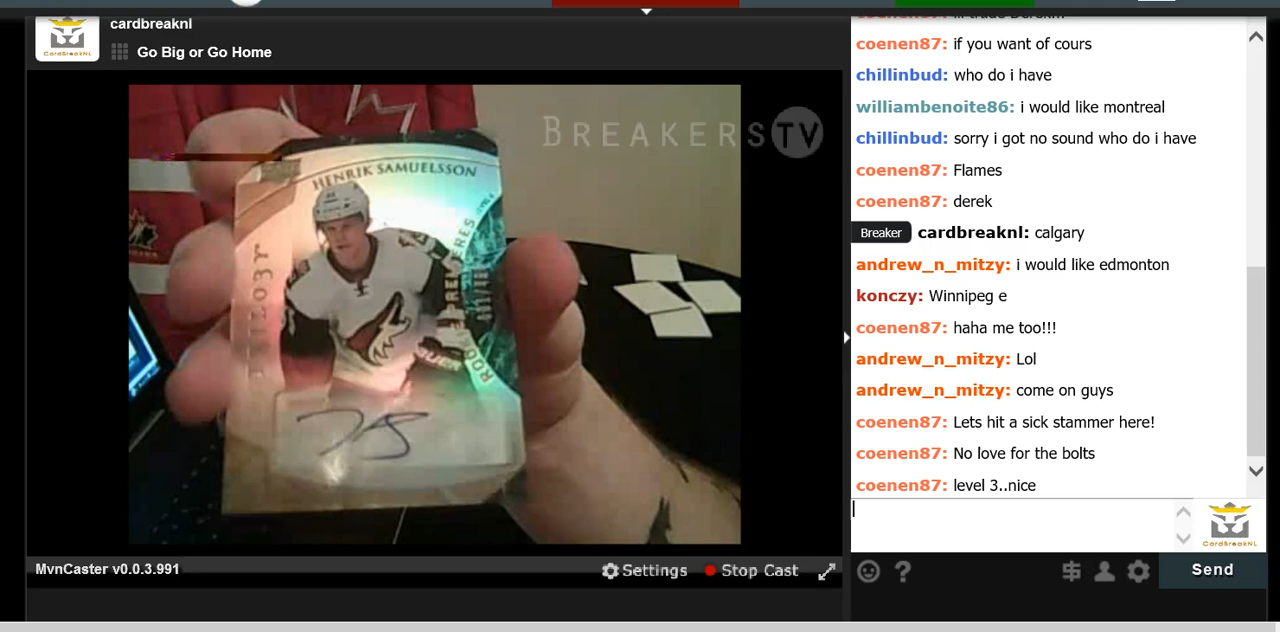 cardbreaknl
Go Big or Go Home
CARDBREAKNL
BREAKERSTV
HENRIK SAMUELSSON
MvnCaster v0.0.3.991
Settings
Stop Cast
coenen87: if you want of cours
chillinbud: who do i have
williambenoite86: i would like montreal
chillinbud: sorry i got no sound who do i have
coenen87: Flames
coenen87: derek
Breaker cardbreaknl: calgary
andrew_n_mitzy: i would like edmonton
konczy: Winnipeg e
coenen87: haha me too!!!
andrew_n_mitzy: Lol
andrew_n_mitzy: come on guys
coenen87: Lets hit a sick stammer here!
coenen87: No love for the bolts
coenen87: level 3..nice
CARDBREAKNL
Send